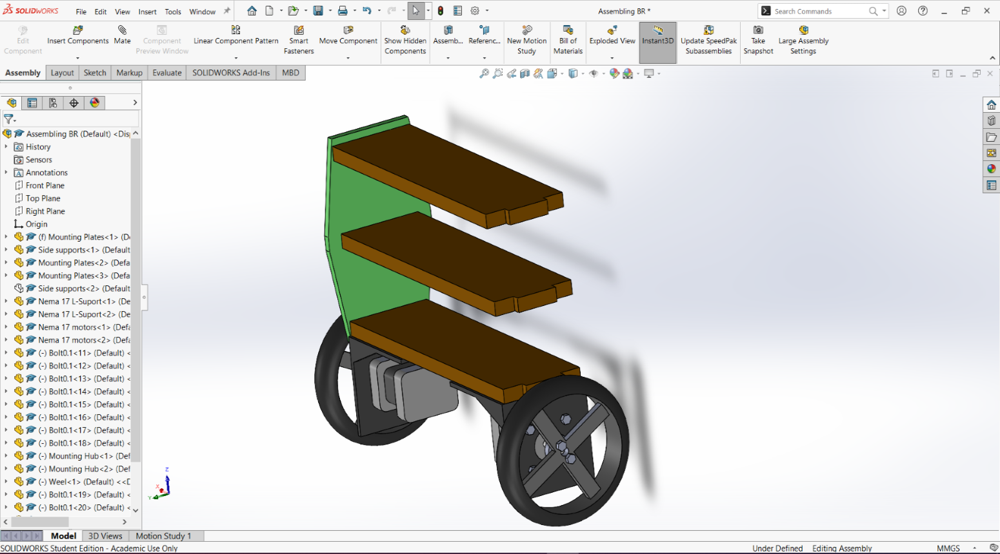 SOLIDWORKS File Edit View Insert Tools Window Assembling BR * Search Commands
Edit Component
Insert Components
Mate
Component Preview Window
Linear Component Pattern
Smart Fasteners
Move Component
Show Hidden Components
Assemb...
Referenc...
New Motion Study
Bill of Materials
Exploded View
Instant3D
Update SpeedPak Subassemblies
Take Snapshot
Large Assembly Settings
Assembly Layout Sketch Markup Evaluate SOLIDWORKS Add-Ins MBD
Assembling BR (Default) <Dis
History
Sensors
Annotations
Front Plane
Top Plane
Right Plane
Origin
(f) Mounting Plates<1> (D
Side supports<1> (Default
Mounting Plates<2> (Defa
Mounting Plates<3> (Defa
Side supports<2> (Default
Nema 17 L-Suport<1> (De
Nema 17 L-Suport<2> (De
Nema 17 motors<1> (Defa
Nema 17 motors<2> (Defa
(-) Bolt0.1<11> (Default) <
(-) Bolt0.1<12> (Default) <
(-) Bolt0.1<13> (Default) <
(-) Bolt0.1<14> (Default) <
(-) Bolt0.1<15> (Default) <
(-) Bolt0.1<16> (Default) <
(-) Bolt0.1<17> (Default) <
(-) Bolt0.1<18> (Default) <
(-) Mounting Hub<1> (Def
(-) Mounting Hub<2> (Def
(-) Weel<1> (Default) <<D
(-) Bolt0.1<19> (Default) <
(-) Bolt0.1<20> (Default) <
Z
X
Y
Model 3D Views Motion Study 1
SOLIDWORKS Student Edition - Academic Use Only Under Defined Editing Assembly MMGS